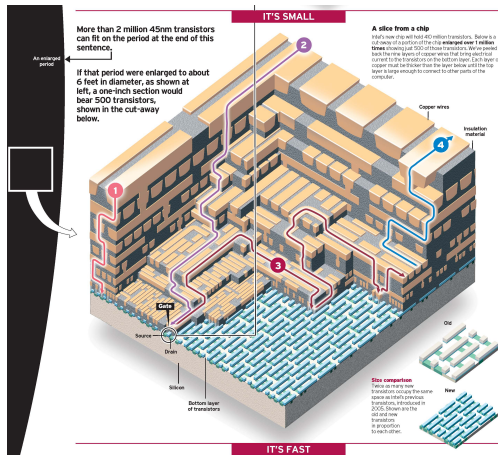 IT'S SMALL
More than 2 million 45nm transistors
can fit on the period at the end of this
sentence.
An enlarged
period
If that period were enlarged to about
6 feet in diameter, as shown at
left, a one-inch section would
bear 500 transistors,
shown in the cut-away
below.
A slice from a chip
Intel's new chip will hold 410 million transistors. Below is a
cut-away of a portion of the chip enlarged over 1 million
times showing just 500 of those transistors. We've peeled
back the nine layers of copper wires that bring electrical
current to the transistors on the bottom layer. Each layer of
copper must be thicker than the layer below until the top
layer is large enough to connect to other parts of the
computer.
Copper wires
Insulation
material
1
2
3
4
Gate
Source
Drain
Silicon
Bottom layer
of transistors
Old
New
Size comparison
Twice as many new
transistors occupy the same
space as Intel's previous
transistors, introduced in
2005. Shown are the
old and new
transistors
in proportion
to each other.
IT'S FAST